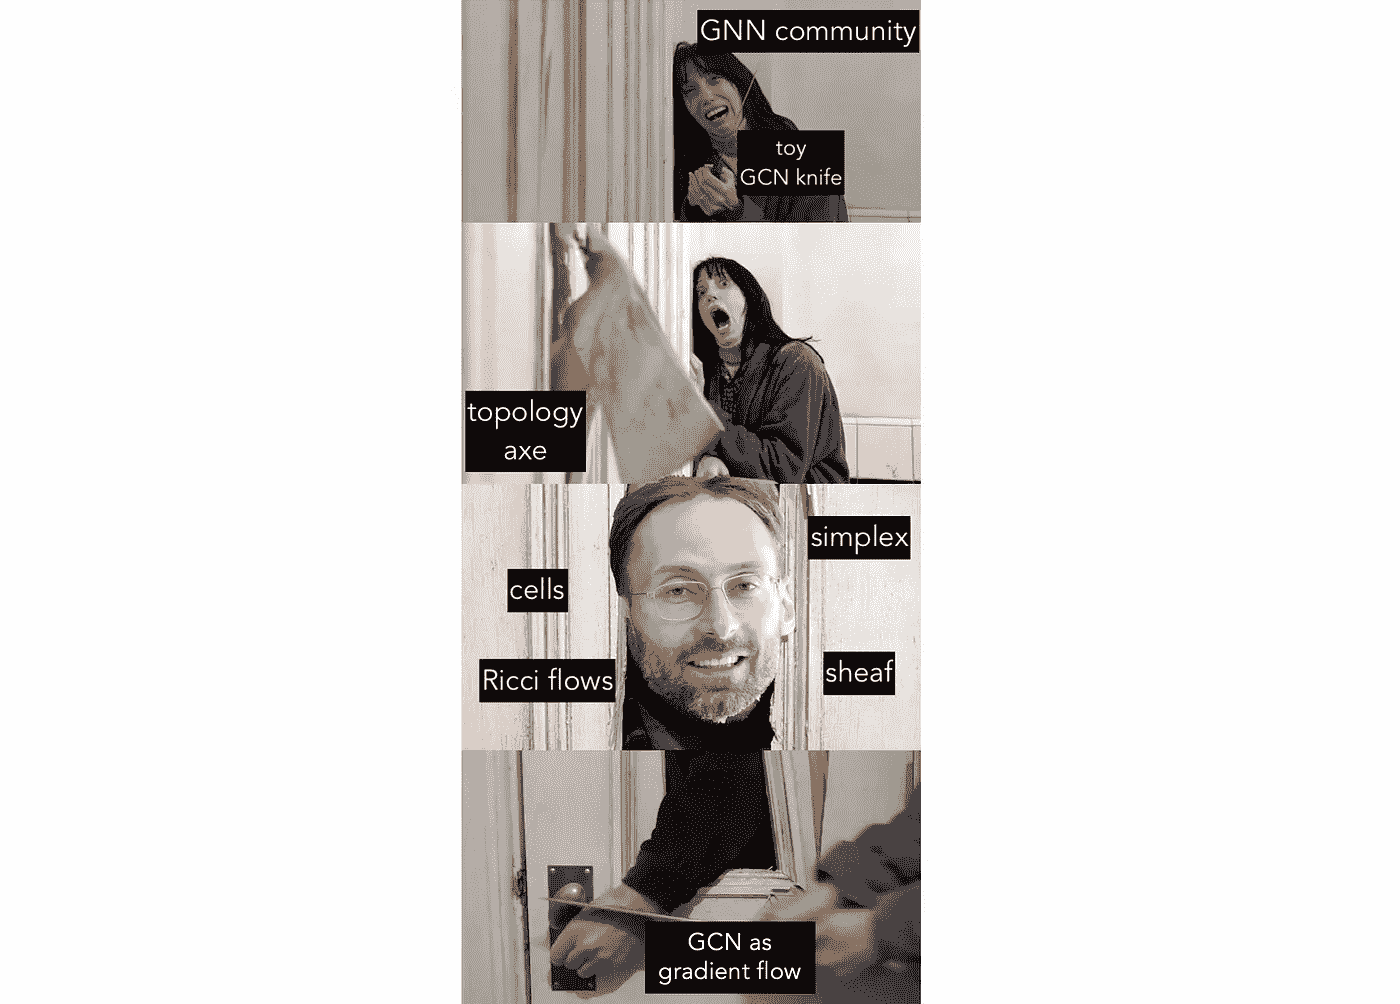 GNN community
toy
GCN knife
topology
axe
simplex
cells
sheaf
Ricci flows
GCN as
gradient flow